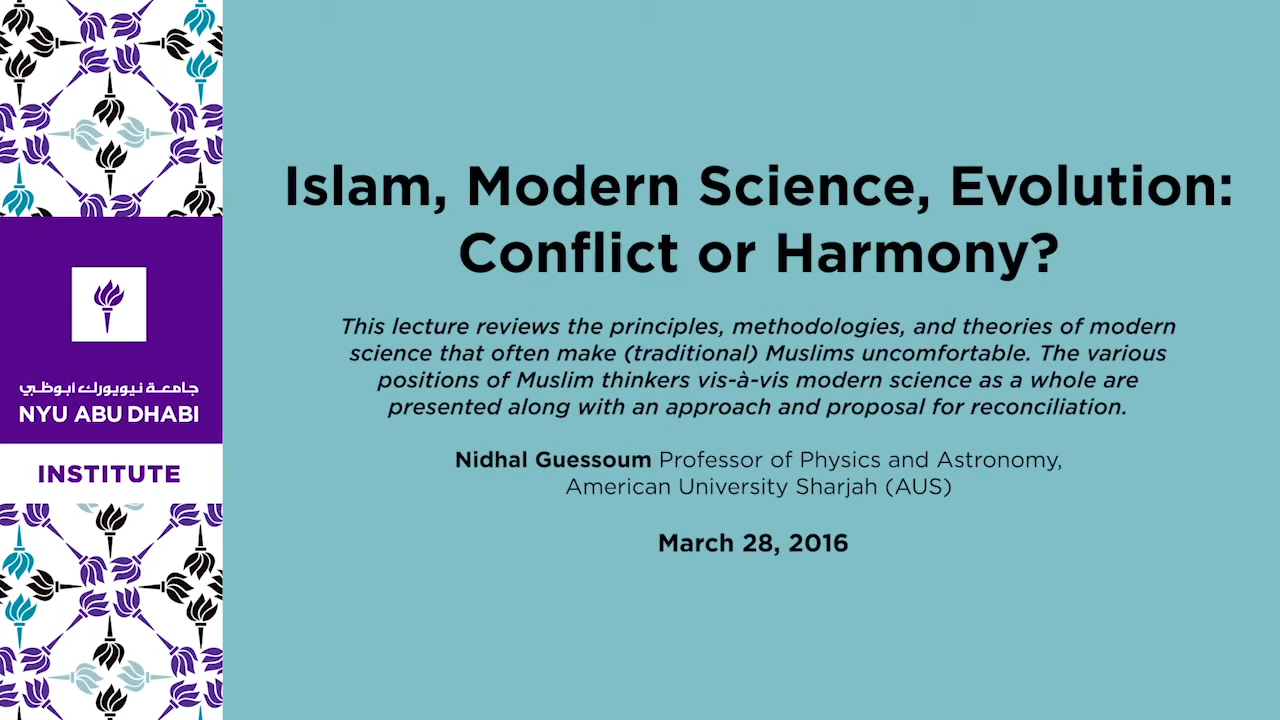 جامعة نيويورك أبوظبي
NYU ABU DHABI
INSTITUTE
Islam, Modern Science, Evolution:
Conflict or Harmony?
This lecture reviews the principles, methodologies, and theories of modern
science that often make (traditional) Muslims uncomfortable. The various
positions of Muslim thinkers vis-à-vis modern science as a whole are
presented along with an approach and proposal for reconciliation.
Nidhal Guessoum Professor of Physics and Astronomy,
American University Sharjah (AUS)
March 28, 2016